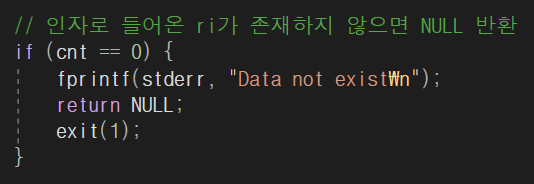 // 인자로 들어온 ri가 존재하지 않으면 NULL 반환
if (cnt == 0) {
    fprintf(stderr, "Data not exist₩n");
    return NULL;
    exit(1);
}